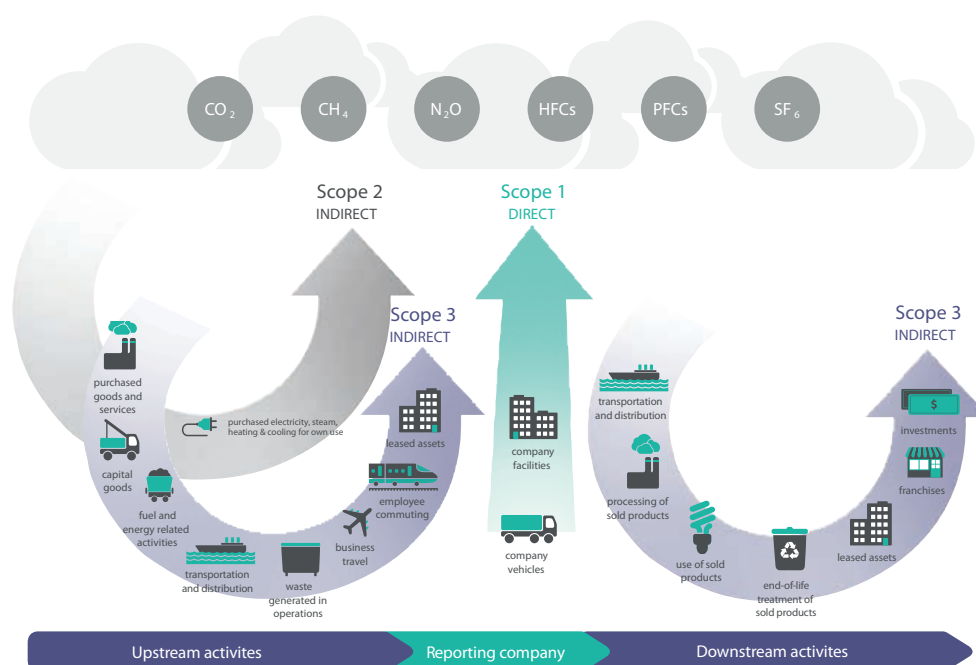 CO2
CH4
N2O
HFCs
PFCs
SF6
Scope 2
INDIRECT
Scope 1
DIRECT
Scope 3
INDIRECT
Scope 3
INDIRECT
purchased
goods and
services
capital
goods
fuel and
energy related
activities
purchased electricity, steam,
heating & cooling for own use
transportation
and distribution
waste
generated in
operations
business
travel
employee
commuting
leased assets
company
facilities
company
vehicles
transportation
and distribution
processing of
sold products
use of sold
products
end-of-life
treatment of
sold products
leased assets
franchises
$
investments
Upstream activites
Reporting company
Downstream activites